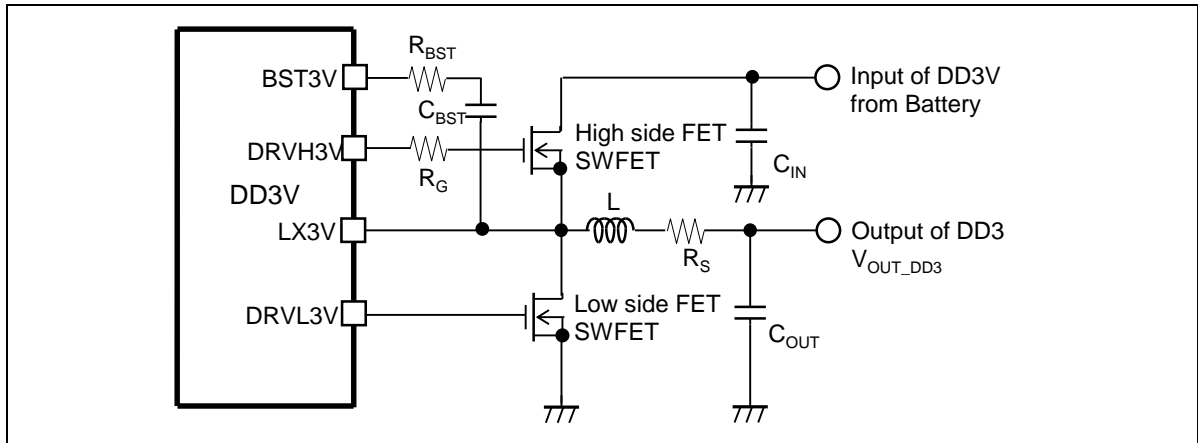 BST3V
DRVH3V
DD3V
LX3V
DRVL3V
R_BST
C_BST
R_G
High side FET
SWFET
L
R_S
Low side FET
SWFET
Input of DD3V
from Battery
C_IN
Output of DD3
V_OUT_DD3
C_OUT